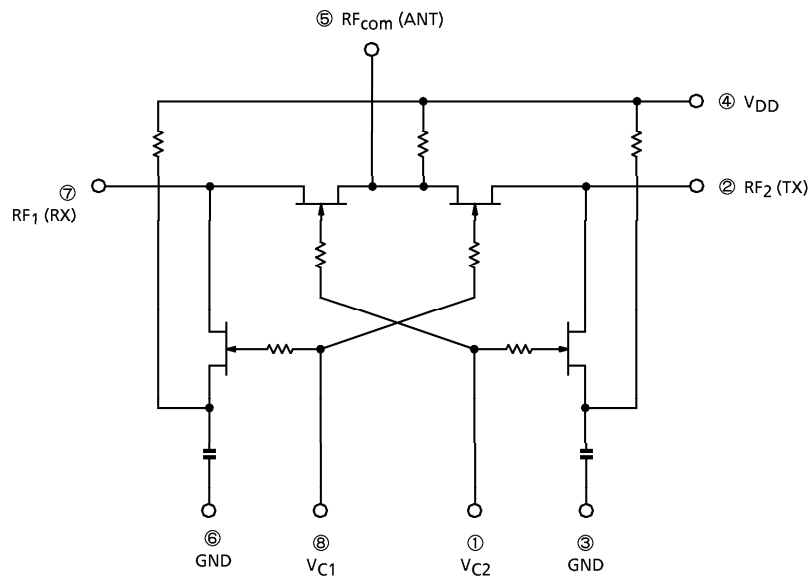 ⑤ RFcom (ANT)
④ VDD
⑦
RF1 (RX)
② RF2 (TX)
⑥
GND
⑧
VC1
①
VC2
③
GND